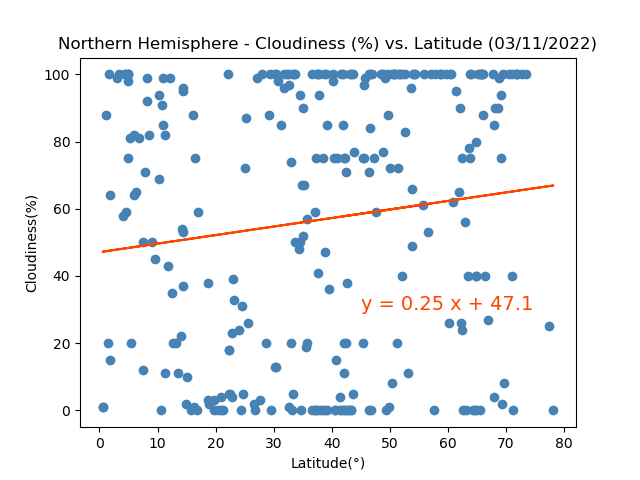 Northern Hemisphere - Cloudiness (%) vs. Latitude (03/11/2022)
100
80
60
40
20
0
Cloudiness(%)
y = 0.25 x + 47.1
0 10 20 30 40 50 60 70 80
Latitude(°)